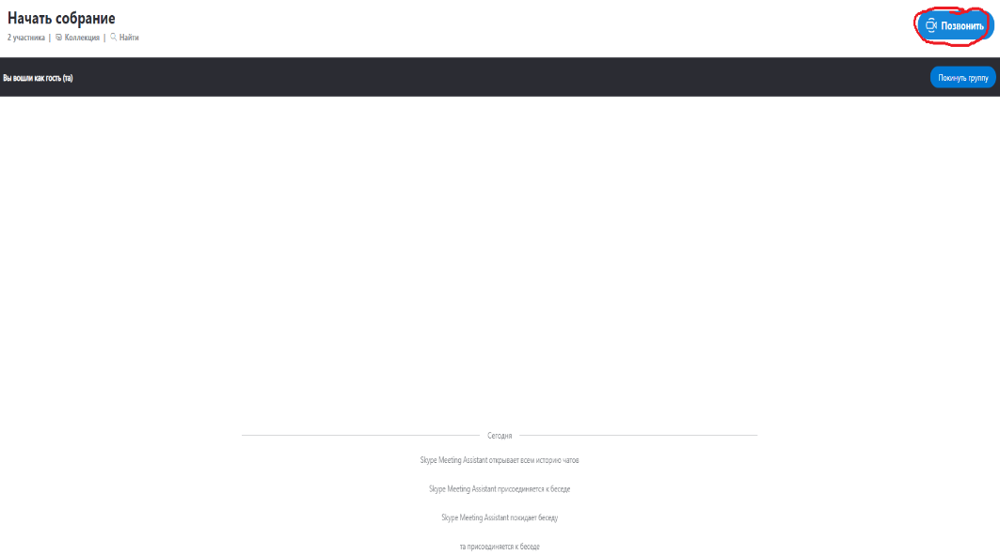 Начать собрание
Позвонить
2 участника | Коллекция | Найти
Вы вошли как гость (та)
Покинуть группу
Сегодня
Skype Meeting Assistant открывает всем историю чатов
Skype Meeting Assistant присоединяется к беседе
Skype Meeting Assistant покидает беседу
та присоединяется к беседе